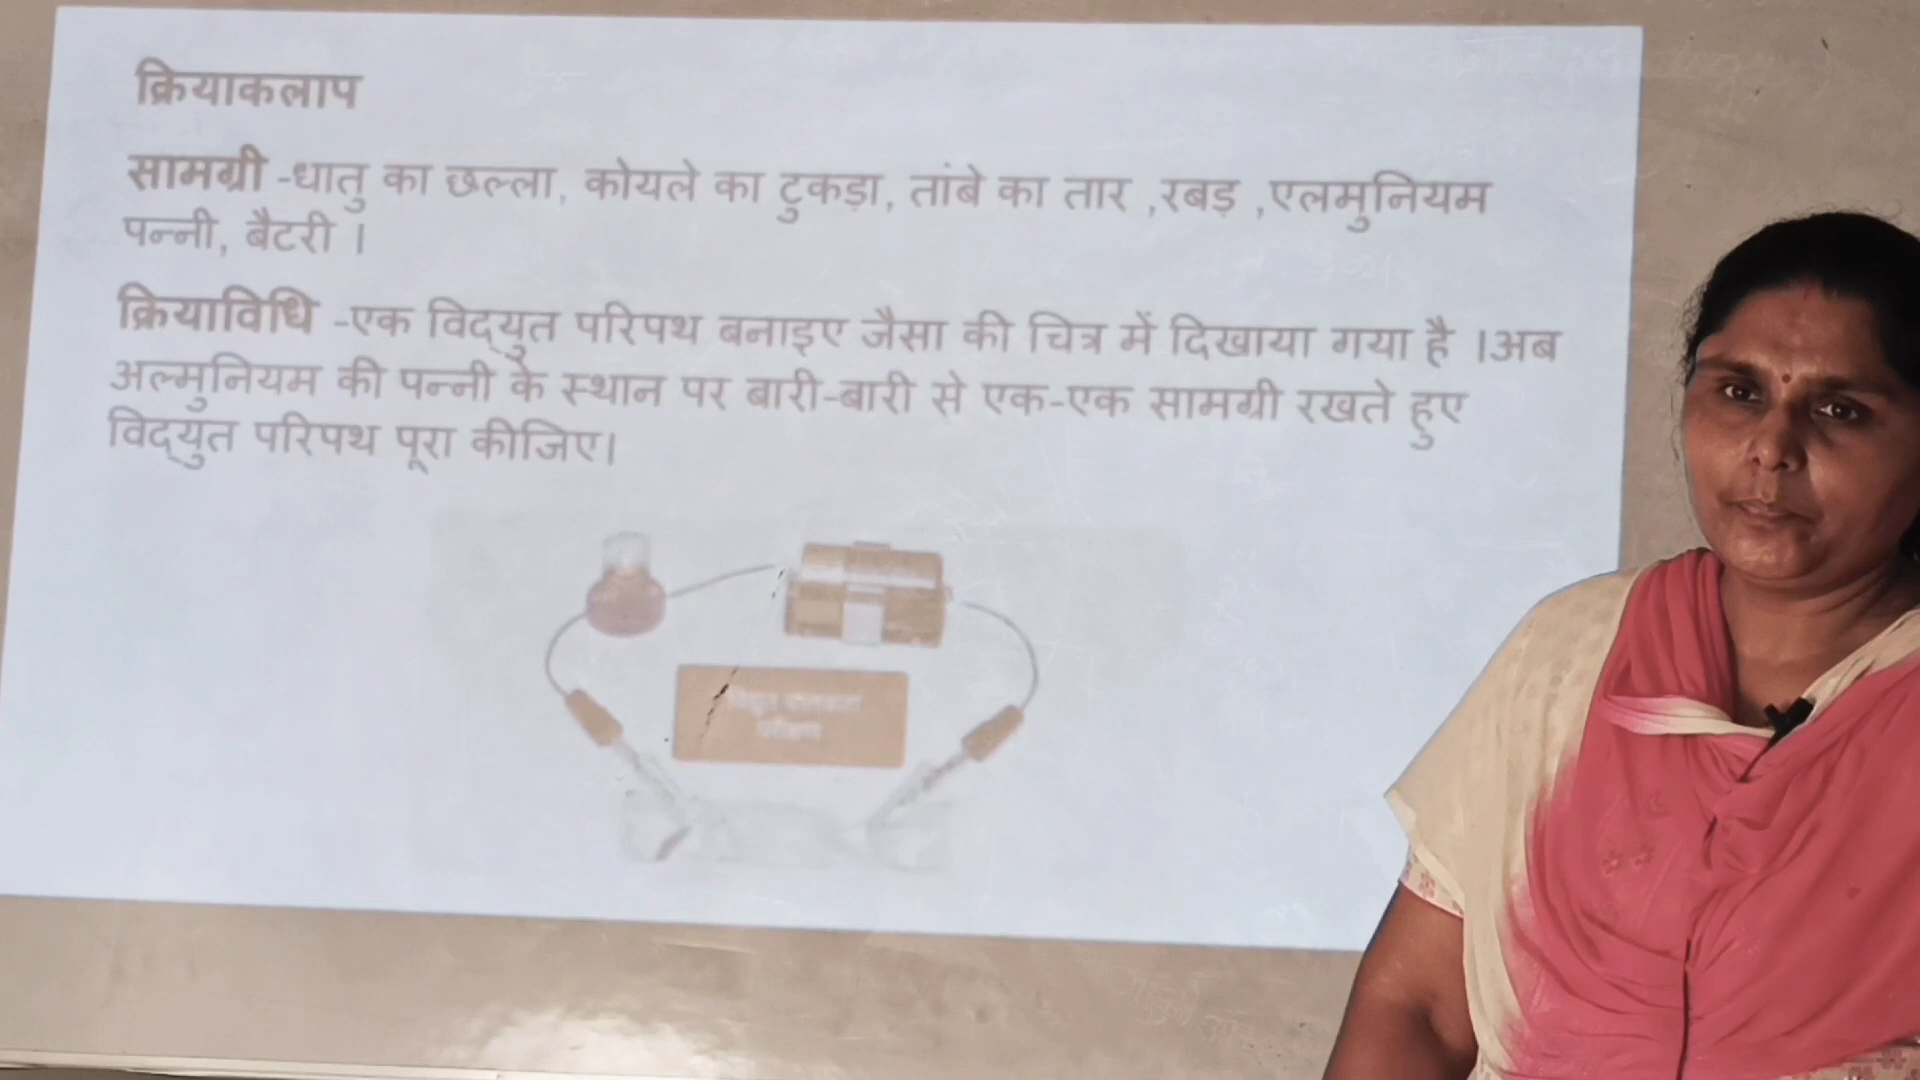 क्रियाकलाप
सामग्री -धातु का छल्ला, कोयले का टुकड़ा, तांबे का तार ,रबड़ ,एलमुनियम
पन्नी, बैटरी ।
क्रियाविधि -एक विद्युत परिपथ बनाइए जैसा की चित्र में दिखाया गया है ।अब
अल्मुनियम की पन्नी के स्थान पर बारी-बारी से एक-एक सामग्री रखते हुए
विद्युत परिपथ पूरा कीजिए।